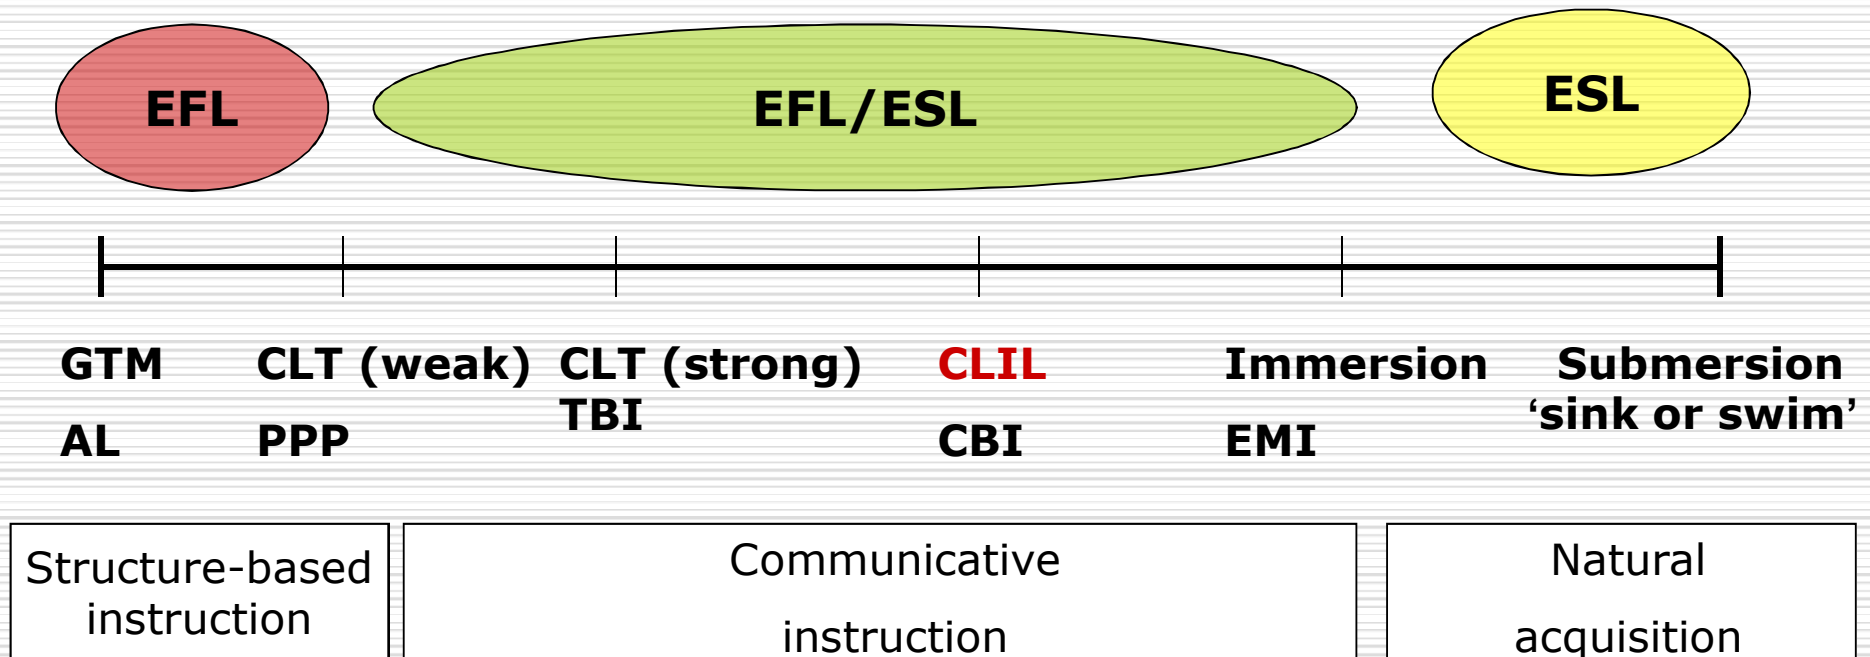 EFL
EFL/ESL
ESL
GTM
CLT (weak)
CLT (strong)
CLIL
Immersion
Submersion
TBI
‘sink or swim’
AL
PPP
CBI
EMI
Structure-based
instruction
Communicative
instruction
Natural
acquisition